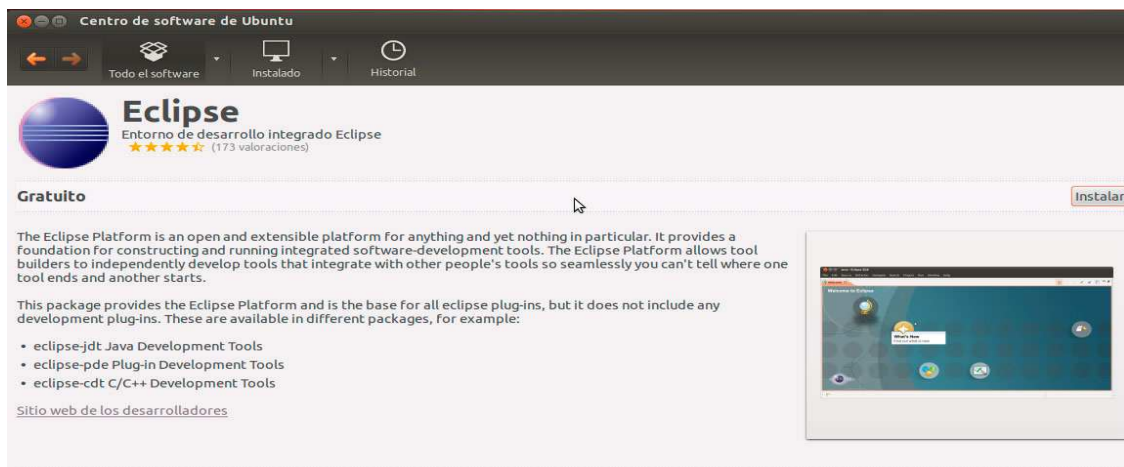 Centro de software de Ubuntu
Todo el software
Instalado
Historial
Eclipse
Entorno de desarrollo integrado Eclipse
(173 valoraciones)
Gratuito
Instalar
The Eclipse Platform is an open and extensible platform for anything and yet nothing in particular. It provides a
foundation for constructing and running integrated software-development tools. The Eclipse Platform allows tool
builders to independently develop tools that integrate with other people's tools so seamlessly you can't tell where one
tool ends and another starts.
This package provides the Eclipse Platform and is the base for all eclipse plug-ins, but it does not include any
development plug-ins. These are available in different packages, for example:
• eclipse-jdt Java Development Tools
• eclipse-pde Plug-in Development Tools
• eclipse-cdt C/C++ Development Tools
Sitio web de los desarrolladores
Welcome to Eclipse
What's New